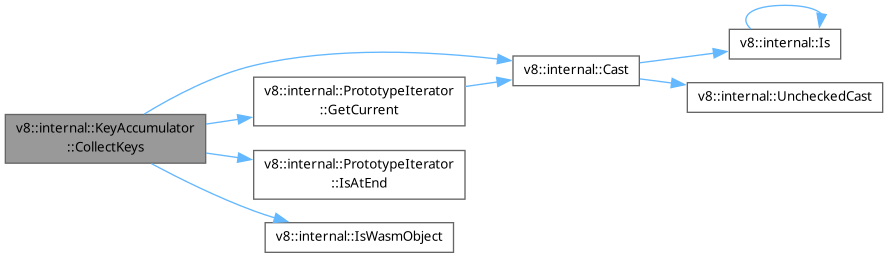 v8::internal::KeyAccumulator
::CollectKeys
v8::internal::PrototypeIterator
::GetCurrent
v8::internal::PrototypeIterator
::IsAtEnd
v8::internal::IsWasmObject
v8::internal::Cast
v8::internal::Is
v8::internal::UncheckedCast